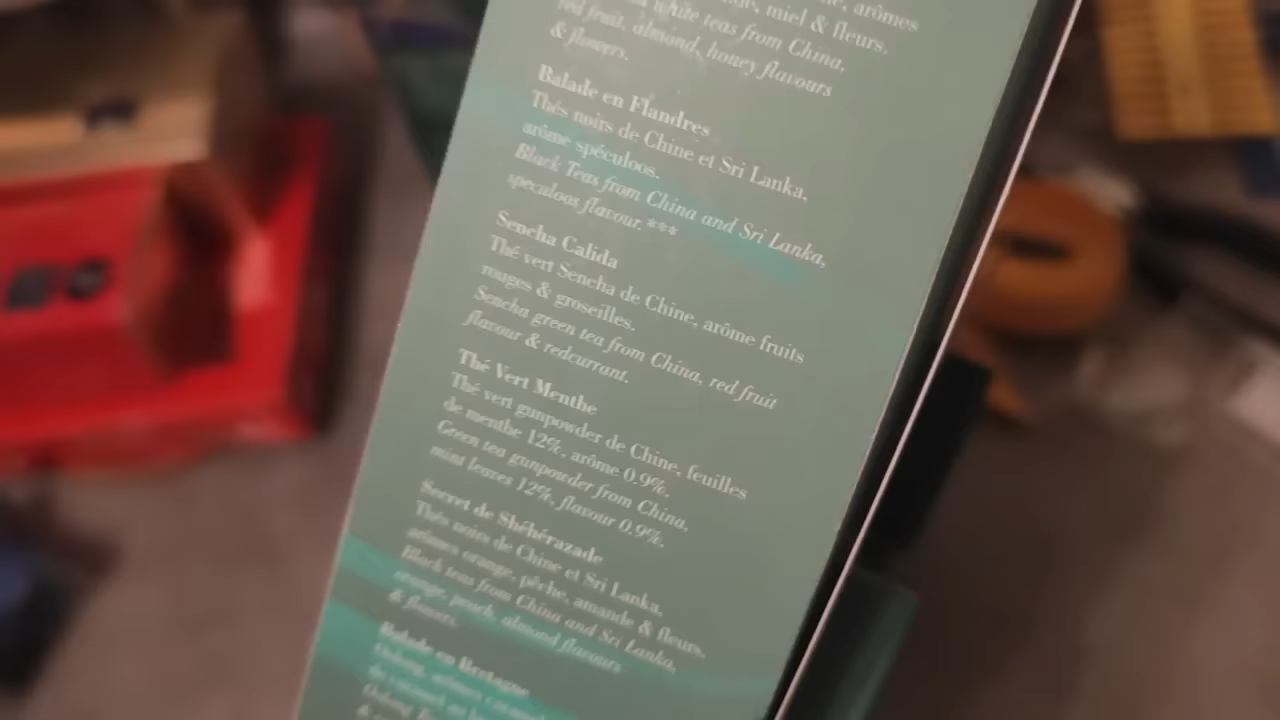 arômes
miel & fleurs.
white teas from China,
red fruit, almond, honey flavours
& flowers.
Balade en Flandres
Thés noirs de Chine et Sri Lanka,
arôme spéculoos.
Black Teas from China and Sri Lanka,
speculoos flavour. ***
Sencha Calida
Thé vert Sencha de Chine, arôme fruits
rouges & groseilles.
Sencha green tea from China, red fruit
flavour & redcurrant.
Thé Vert Menthe
Thé vert gunpowder de Chine, feuilles
de menthe 12%, arôme 0.9%.
Green tea gunpowder from China,
mint leaves 12%, flavour 0.9%.
Secret de Shéhérazade
Thés noirs de Chine et Sri Lanka,
arômes orange, pêche, amande & fleurs.
Black teas from China and Sri Lanka,
orange, peach, almond flavours
& flowers.
Balade en Bretagne
Oolong, arômes